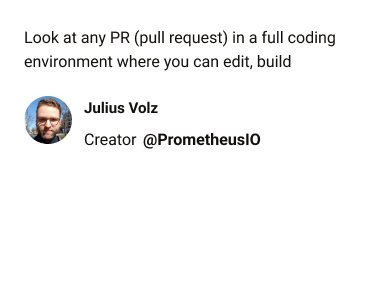 Look at any PR (pull request) in a full coding
environment where you can edit, build
Julius Volz
Creator @PrometheusIO